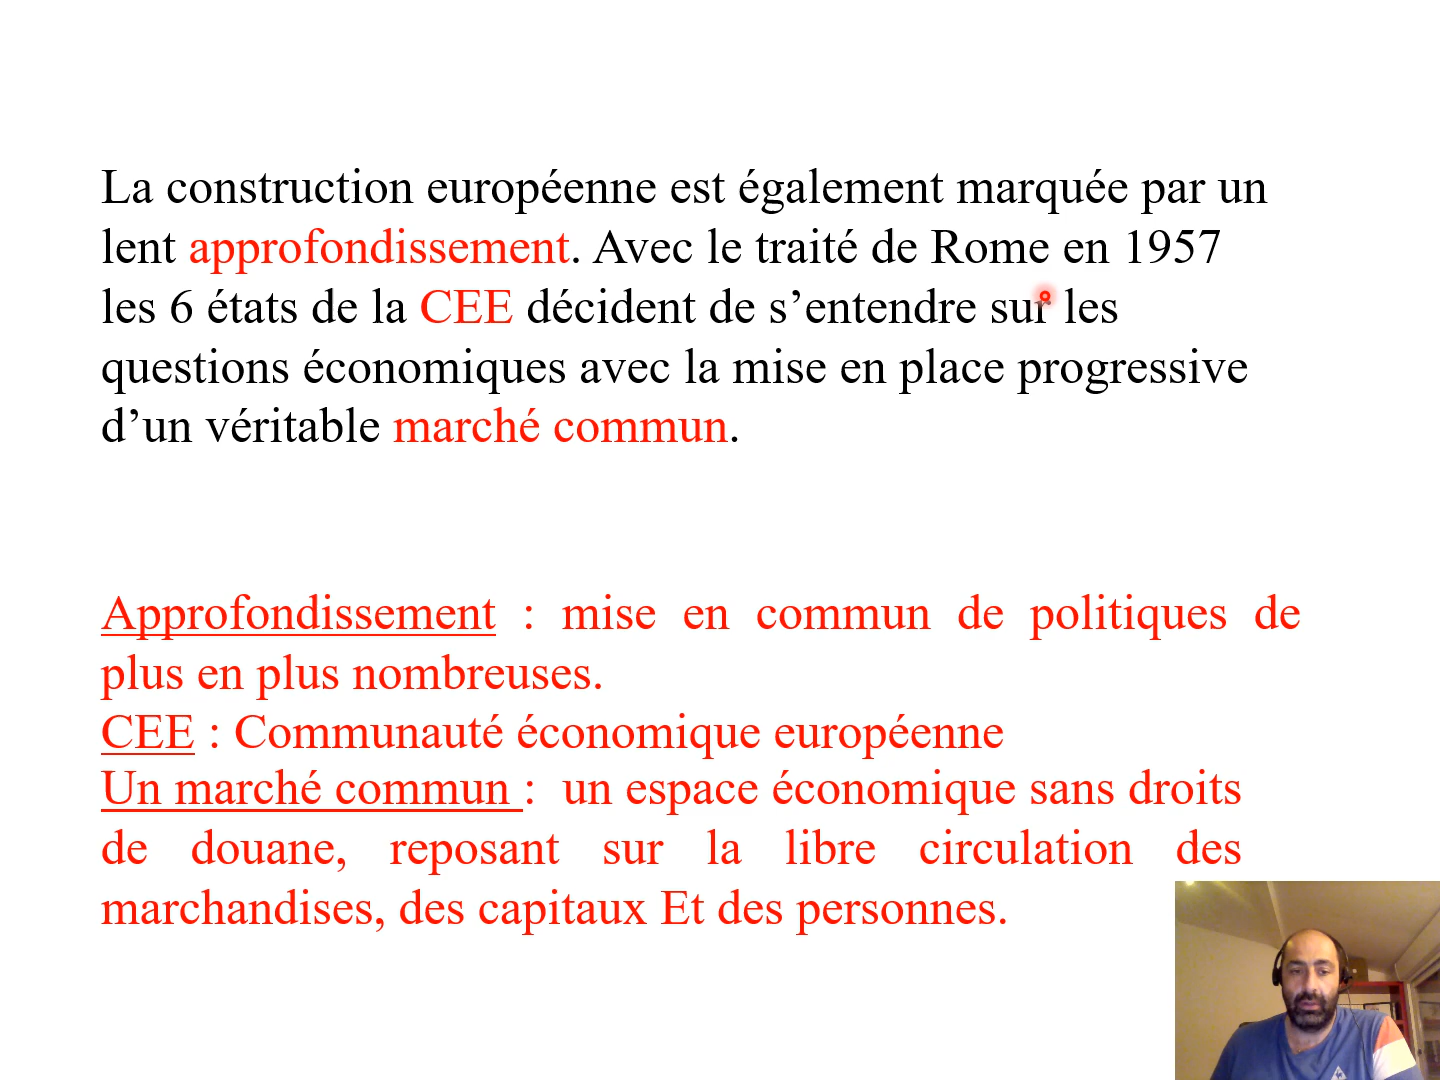 La construction européenne est également marquée par un
lent approfondissement. Avec le traité de Rome en 1957
les 6 états de la CEE décident de s’entendre sur les
questions économiques avec la mise en place progressive
d’un véritable marché commun.
Approfondissement : mise en commun de politiques de
plus en plus nombreuses.
CEE : Communauté économique européenne
Un marché commun : un espace économique sans droits
de douane, reposant sur la libre circulation des
marchandises, des capitaux Et des personnes.